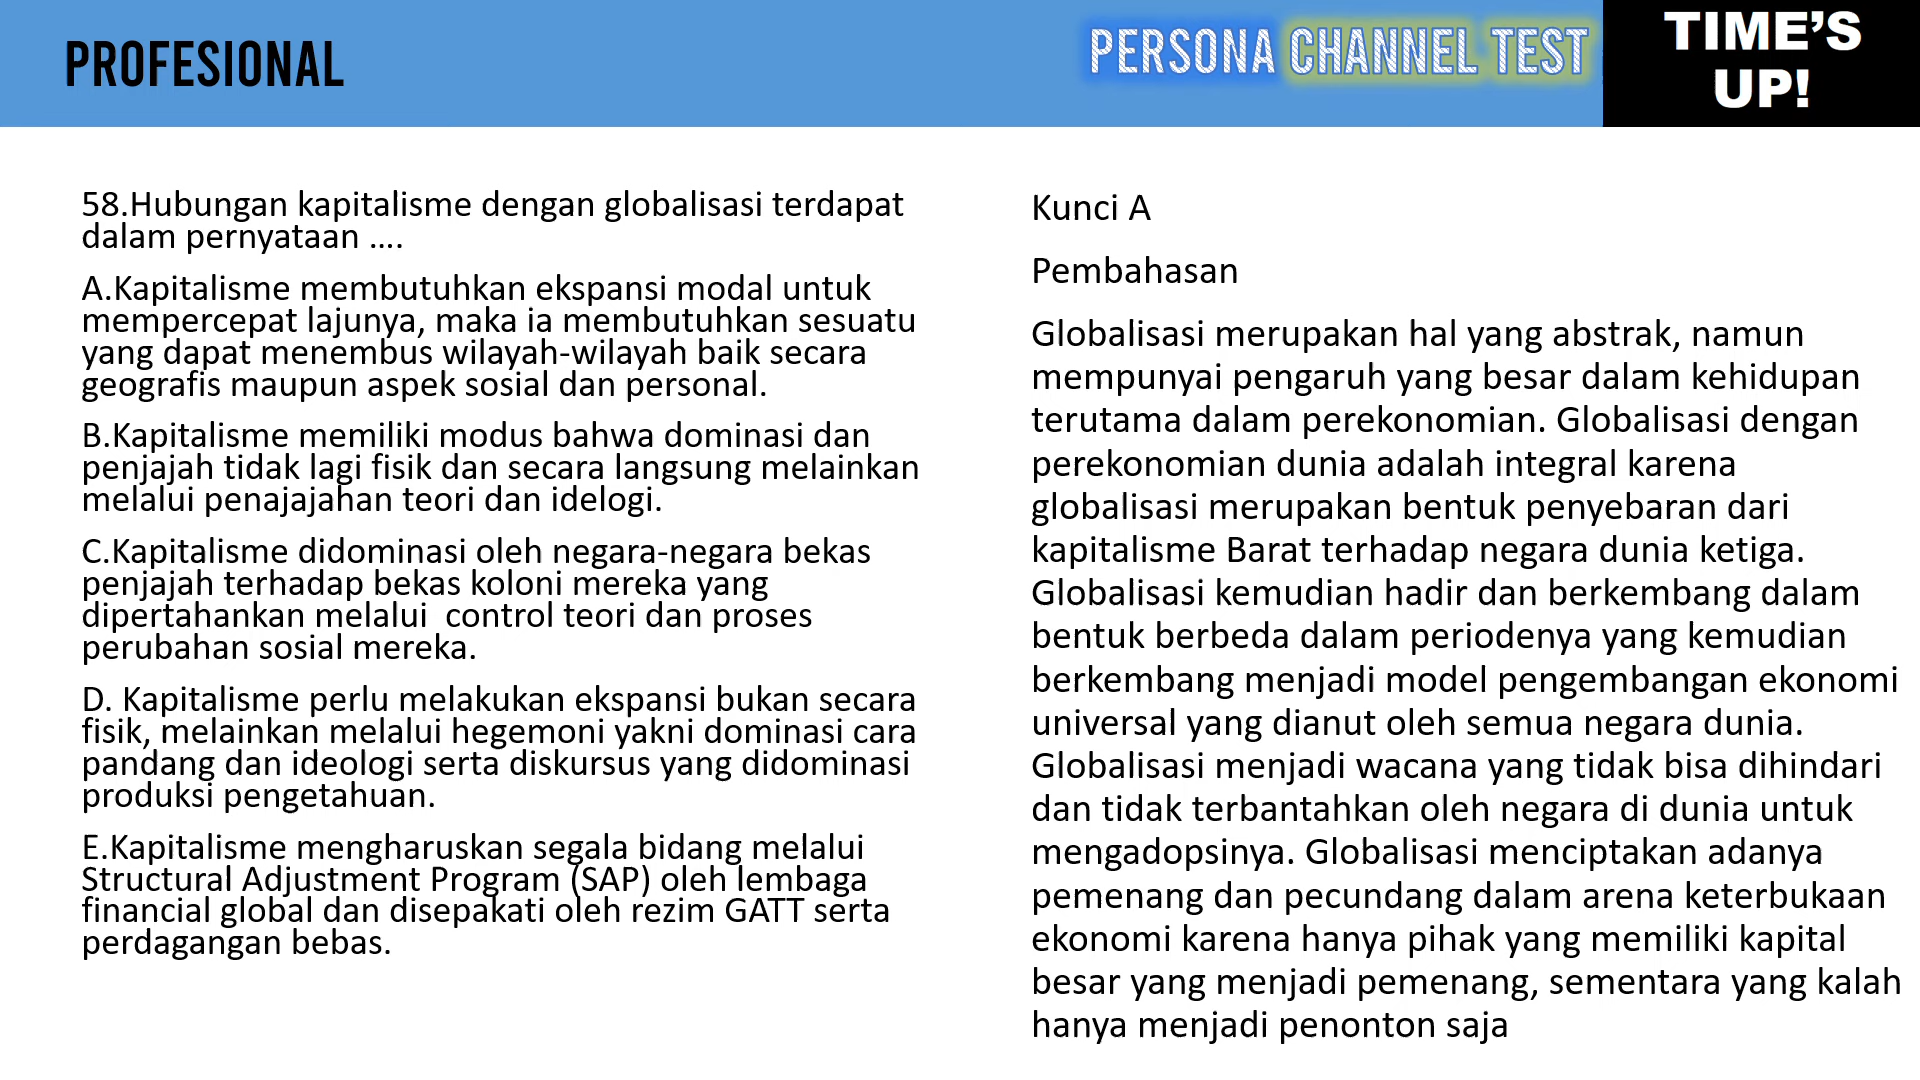 PROFESIONAL
PERSONA CHANNEL TEST
TIME'S
UP!
58.Hubungan kapitalisme dengan globalisasi terdapat
dalam pernyataan ....
A.Kapitalisme membutuhkan ekspansi modal untuk
mempercepat lajunya, maka ia membutuhkan sesuatu
yang dapat menembus wilayah-wilayah baik secara
geografis maupun aspek sosial dan personal.
B.Kapitalisme memiliki modus bahwa dominasi dan
penjajah tidak lagi fisik dan secara langsung melainkan
melalui penajajahan teori dan idelogi.
C.Kapitalisme didominasi oleh negara-negara bekas
penjajah terhadap bekas koloni mereka yang
dipertahankan melalui  control teori dan proses
perubahan sosial mereka.
D. Kapitalisme perlu melakukan ekspansi bukan secara
fisik, melainkan melalui hegemoni yakni dominasi cara
pandang dan ideologi serta diskursus yang didominasi
produksi pengetahuan.
E.Kapitalisme mengharuskan segala bidang melalui
Structural Adjustment Program (SAP) oleh lembaga
financial global dan disepakati oleh rezim GATT serta
perdagangan bebas.
Kunci A
Pembahasan
Globalisasi merupakan hal yang abstrak, namun
mempunyai pengaruh yang besar dalam kehidupan
terutama dalam perekonomian. Globalisasi dengan
perekonomian dunia adalah integral karena
globalisasi merupakan bentuk penyebaran dari
kapitalisme Barat terhadap negara dunia ketiga.
Globalisasi kemudian hadir dan berkembang dalam
bentuk berbeda dalam periodenya yang kemudian
berkembang menjadi model pengembangan ekonomi
universal yang dianut oleh semua negara dunia.
Globalisasi menjadi wacana yang tidak bisa dihindari
dan tidak terbantahkan oleh negara di dunia untuk
mengadopsinya. Globalisasi menciptakan adanya
pemenang dan pecundang dalam arena keterbukaan
ekonomi karena hanya pihak yang memiliki kapital
besar yang menjadi pemenang, sementara yang kalah
hanya menjadi penonton saja